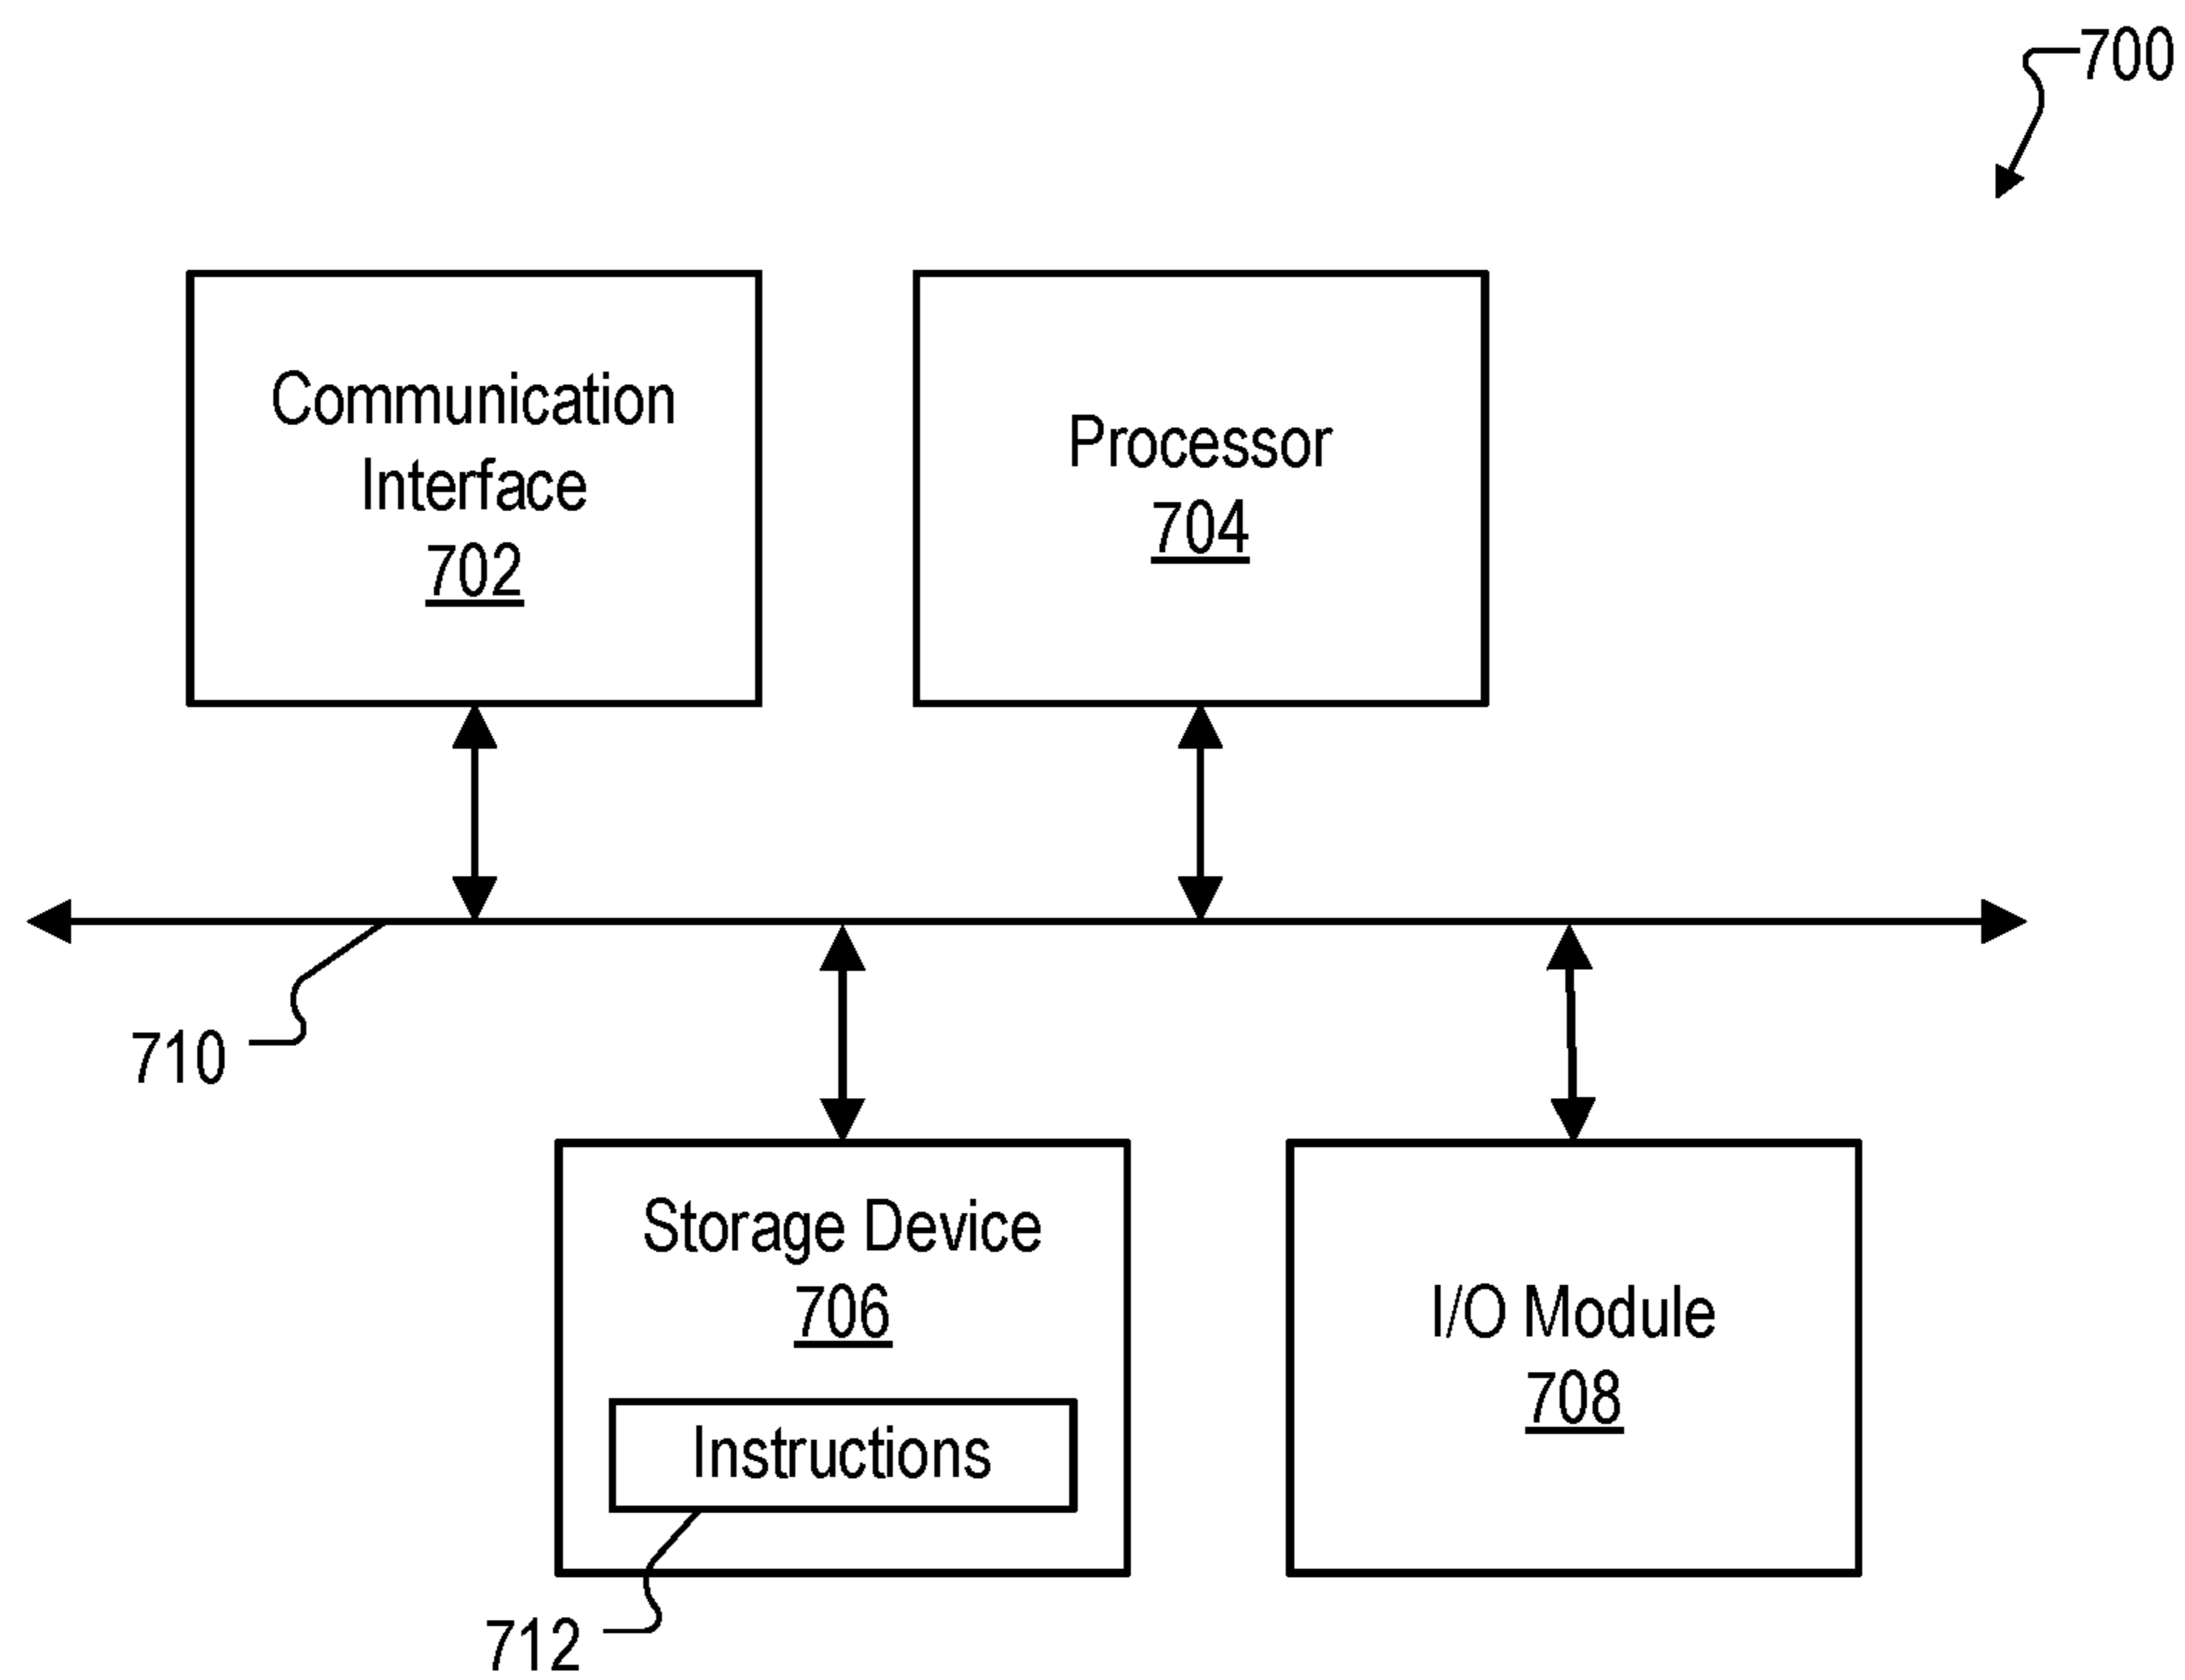 700
Communication
Interface
702
Processor
704
710
Storage Device
706
Instructions
712
I/O Module
708